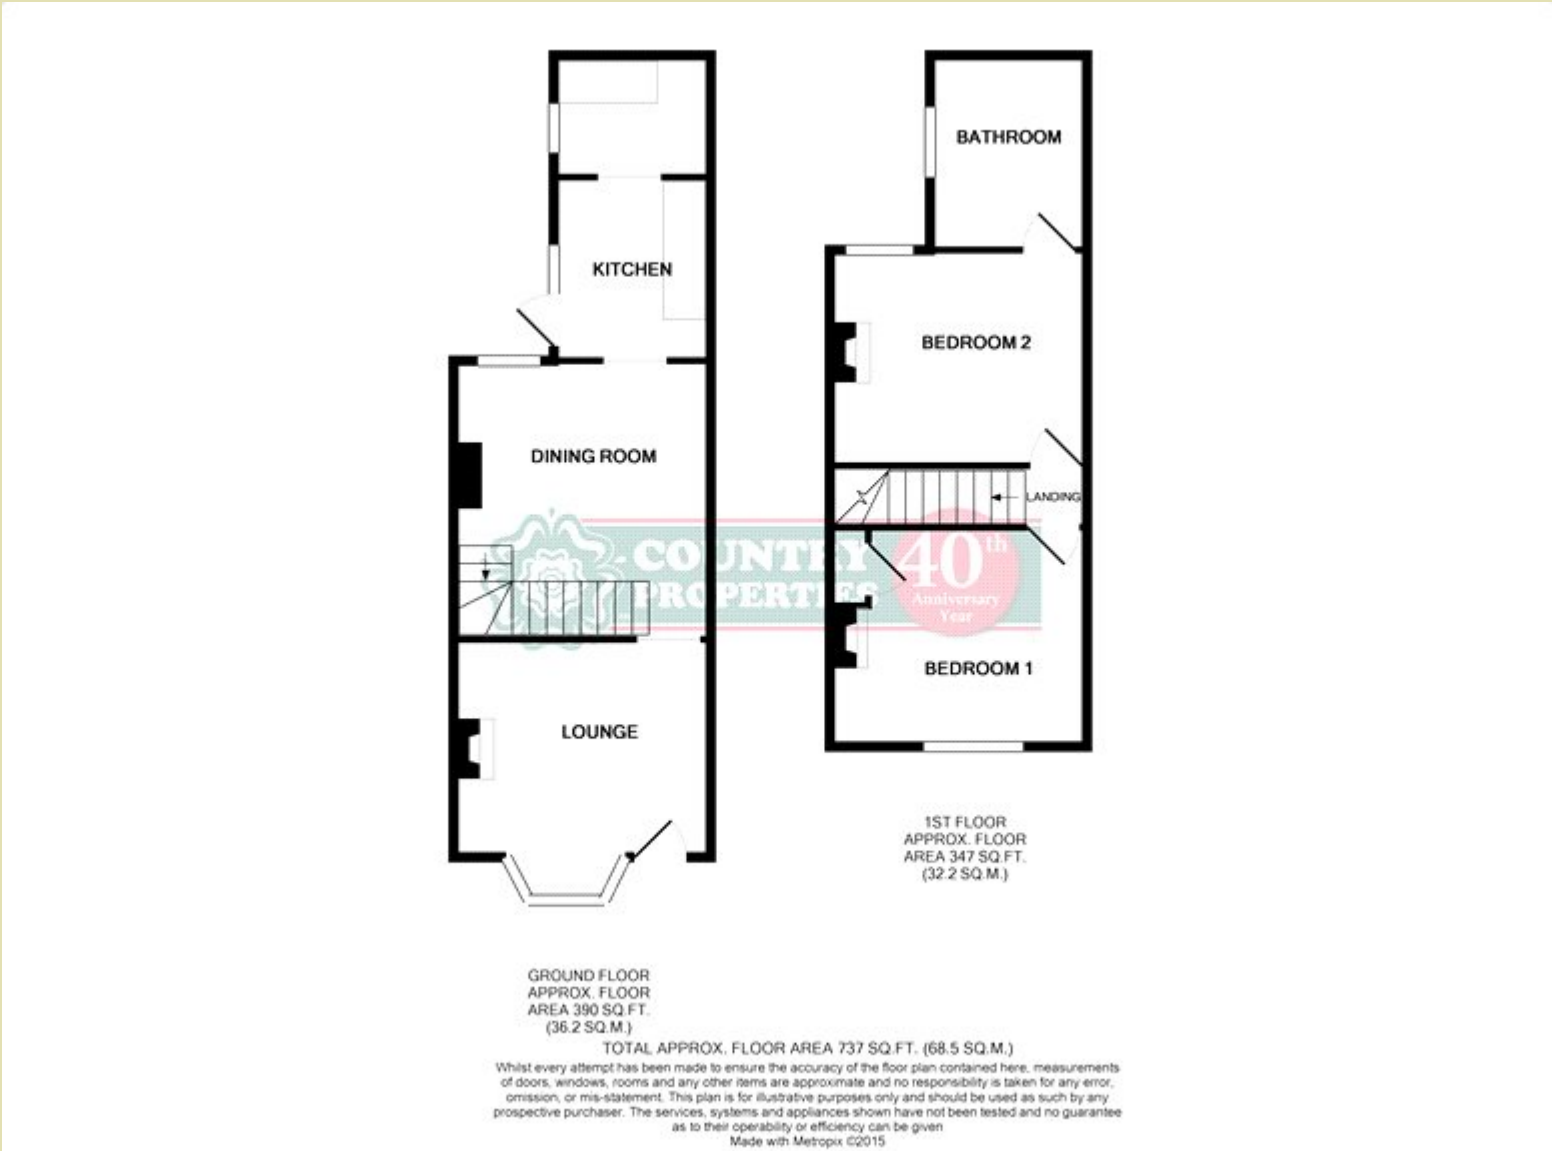 BATHROOM
KITCHEN
BEDROOM 2
DINING ROOM
LANDING
COUNTRY
PROPERTIES
40th
Anniversary
Year
BEDROOM 1
LOUNGE
1ST FLOOR
APPROX. FLOOR
AREA 347 SQ.FT.
(32.2 SQ.M.)
GROUND FLOOR
APPROX. FLOOR
AREA 390 SQ.FT.
(36.2 SQ.M.)
TOTAL APPROX. FLOOR AREA 737 SQ.FT. (68.5 SQ.M.)
Whilst every attempt has been made to ensure the accuracy of the floor plan contained here, measurements
of doors, windows, rooms and any other items are approximate and no responsibility is taken for any error,
omission, or mis-statement. This plan is for illustrative purposes only and should be used as such by any
prospective purchaser. The services, systems and appliances shown have not been tested and no guarantee
as to their operability or efficiency can be given
Made with Metropix ©2015